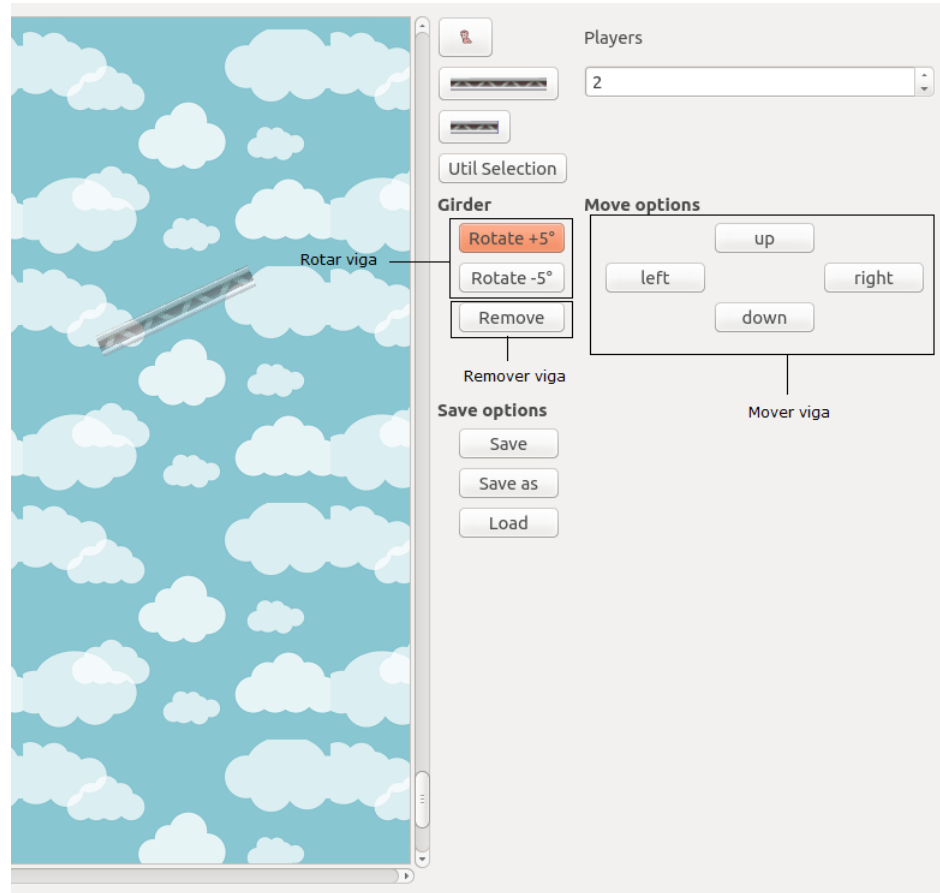 Players
2
Util Selection
Girder
Move options
Rotate +5°
up
Rotar viga
Rotate -5°
left
right
Remove
down
Remover viga
Save options
Mover viga
Save
Save as
Load